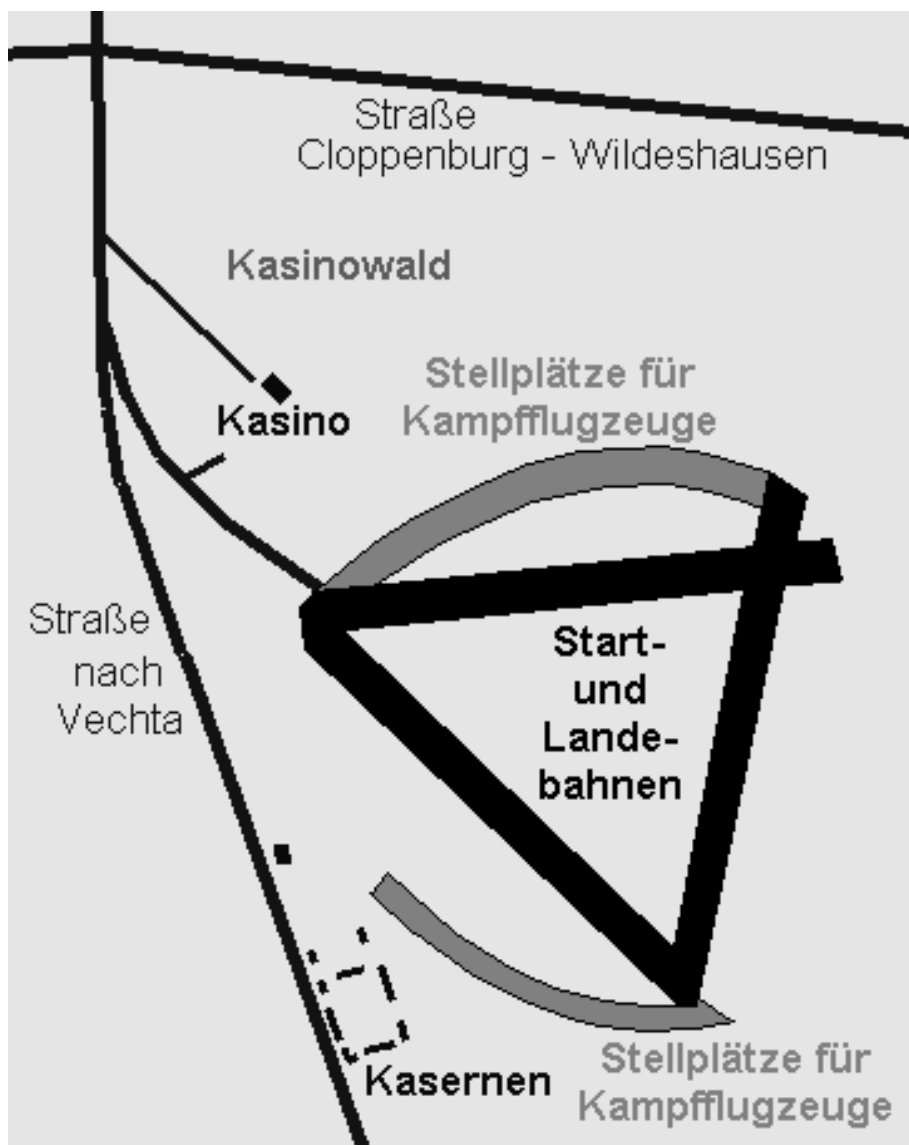 Straße
Cloppenburg - Wildeshausen
Kasinowald
Stellplätze für
Kampfflugzeuge
Kasino
Straße
nach
Vechta
Start-
und
Lande-
bahnen
Kasernen
Stellplätze für
Kampfflugzeuge